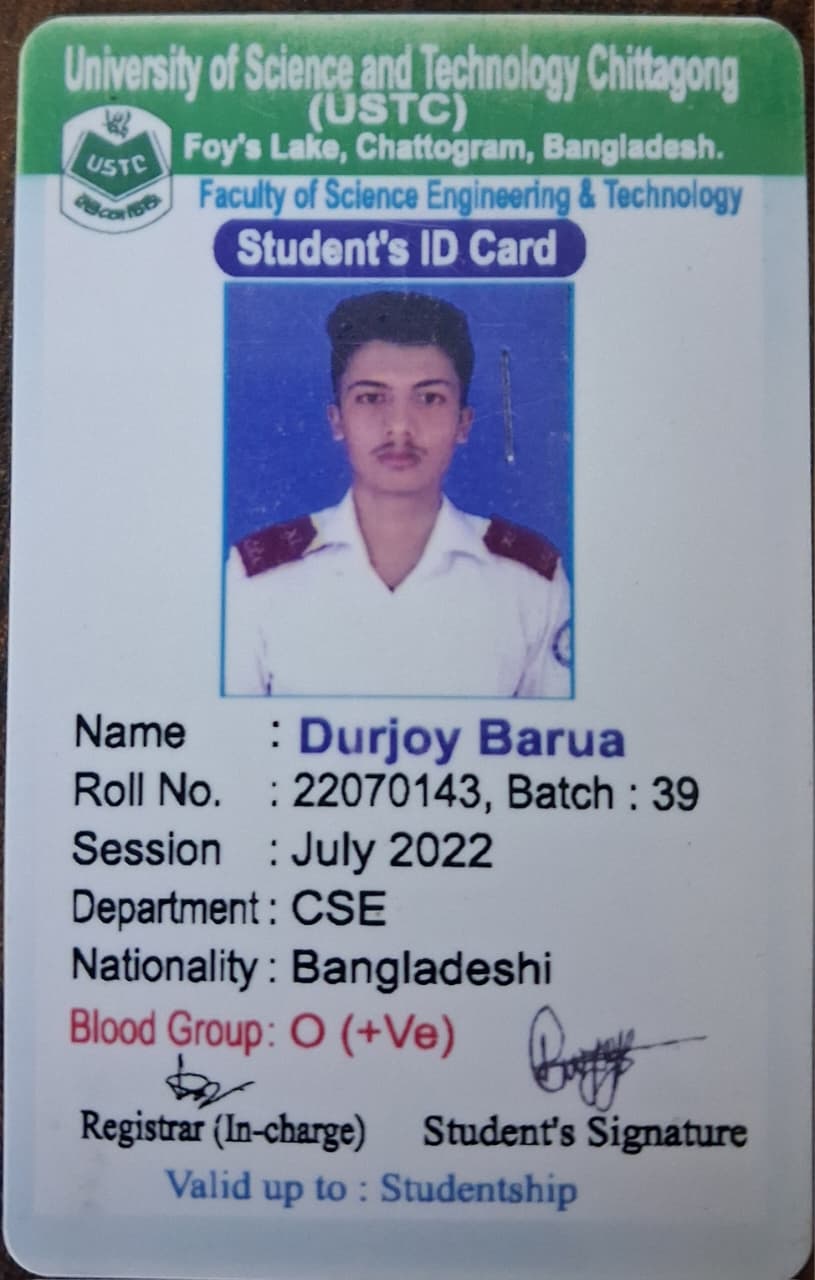 University of Science and Technology Chittagong
(USTC)
Foy's Lake, Chattogram, Bangladesh.
USTC
Faculty of Science Engineering & Technology
Student's ID Card
Name : Durjoy Barua
Roll No. : 22070143, Batch : 39
Session : July 2022
Department : CSE
Nationality : Bangladeshi
Blood Group: O (+Ve)
Registrar (In-charge) Student's Signature
Valid up to : Studentship